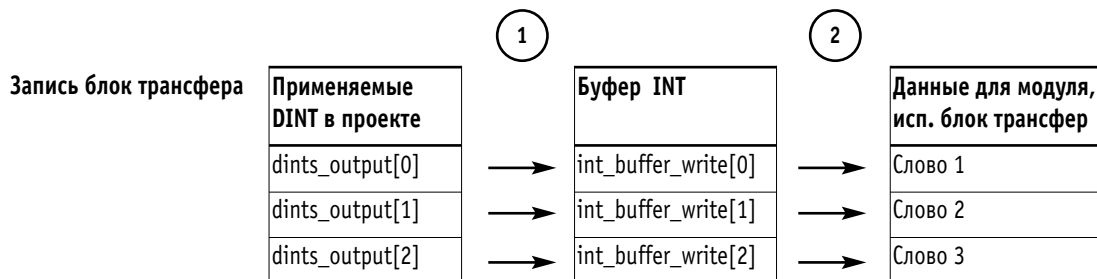 1 2
Запись блок трансфера Применяемые DINT в проекте Буфер INT Данные для модуля, исп. блок трансфер
dints_output[0] int_buffer_write[0] Слово 1
dints_output[1] int_buffer_write[1] Слово 2
dints_output[2] int_buffer_write[2] Слово 3